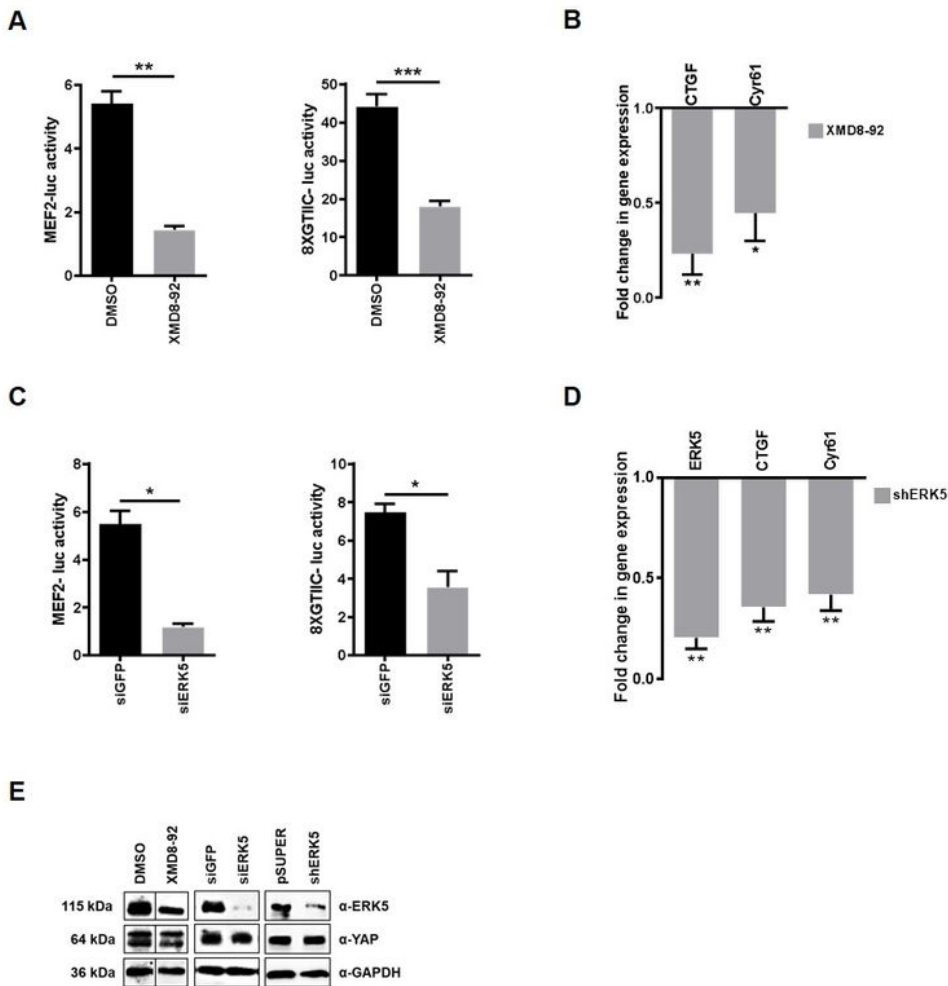 A
MEF2-luc activity
6
4
2
0
**
DMSO
XMD8-92
8XGTIIC- luc activity
50
40
30
20
10
0
***
DMSO
XMD8-92
B
Fold change in gene expression
CTGF
Cyr61
1.0
0.5
0.0
**
*
XMD8-92
C
MEF2- luc activity
8
6
4
2
0
*
siGFP
siERK5
8XGTIIC- luc activity
10
8
6
4
2
0
*
siGFP
siERK5
D
Fold change in gene expression
ERK5
CTGF
Cyr61
1.0
0.5
0.0
**
**
**
shERK5
E
DMSO
XMD8-92
siGFP
siERK5
pSUPER
shERK5
115 kDa
α-ERK5
64 kDa
α-YAP
36 kDa
α-GAPDH